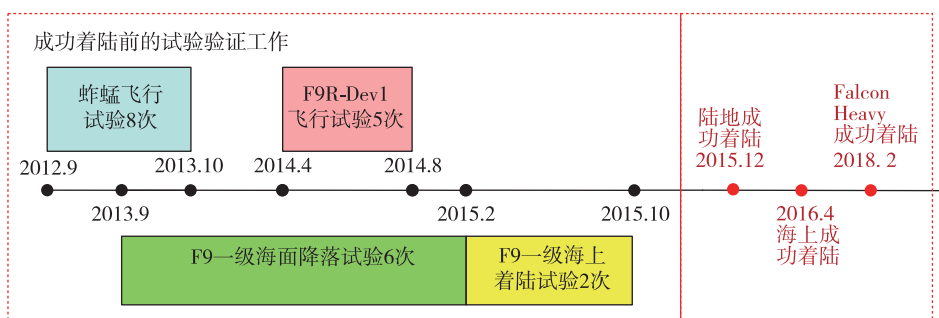 成功着陆前的试验验证工作
蚱蜢飞行
试验8次
F9R-Dev1
飞行试验5次
陆地成
功着陆
2015.12
Falcon
Heavy
成功着陆
2018. 2
2012.9
2013.10
2014.4
2014.8
2013.9
2015.2
2015.10
2016.4
海上成
功着陆
F9一级海面降落试验6次
F9一级海上
着陆试验2次